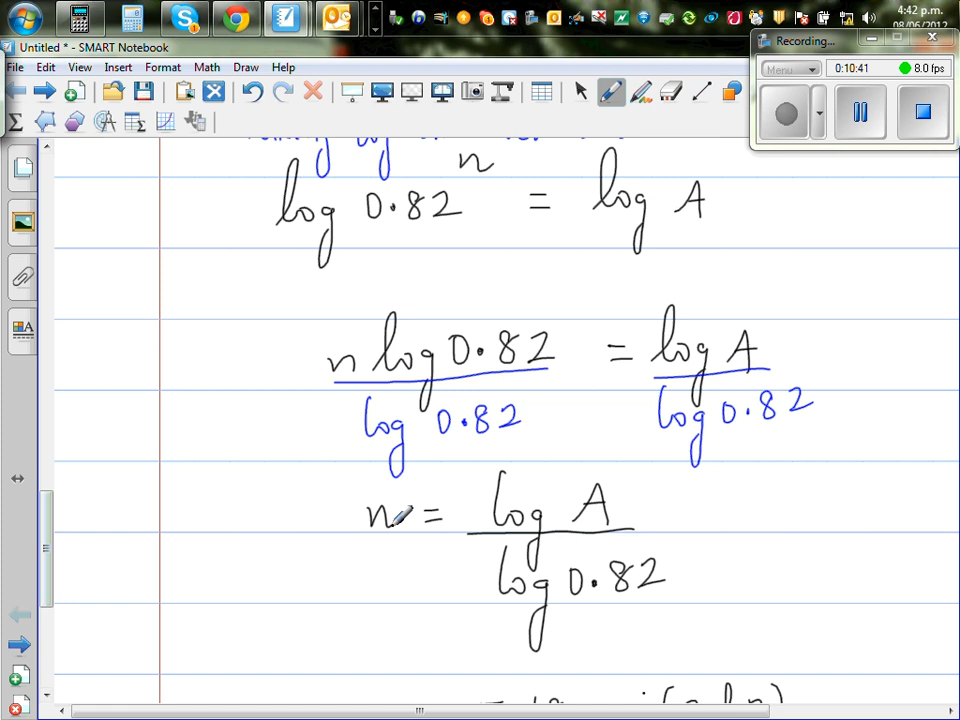 4:42 p.m.
08/06/2012
Untitled * - SMART Notebook
Recording...
File Edit View Insert Format Math Draw Help
Menu 0:10:41 8.0 fps
log 0.82^n = log A
n log 0.82 = log A
log 0.82 log 0.82
n = log A
log 0.82